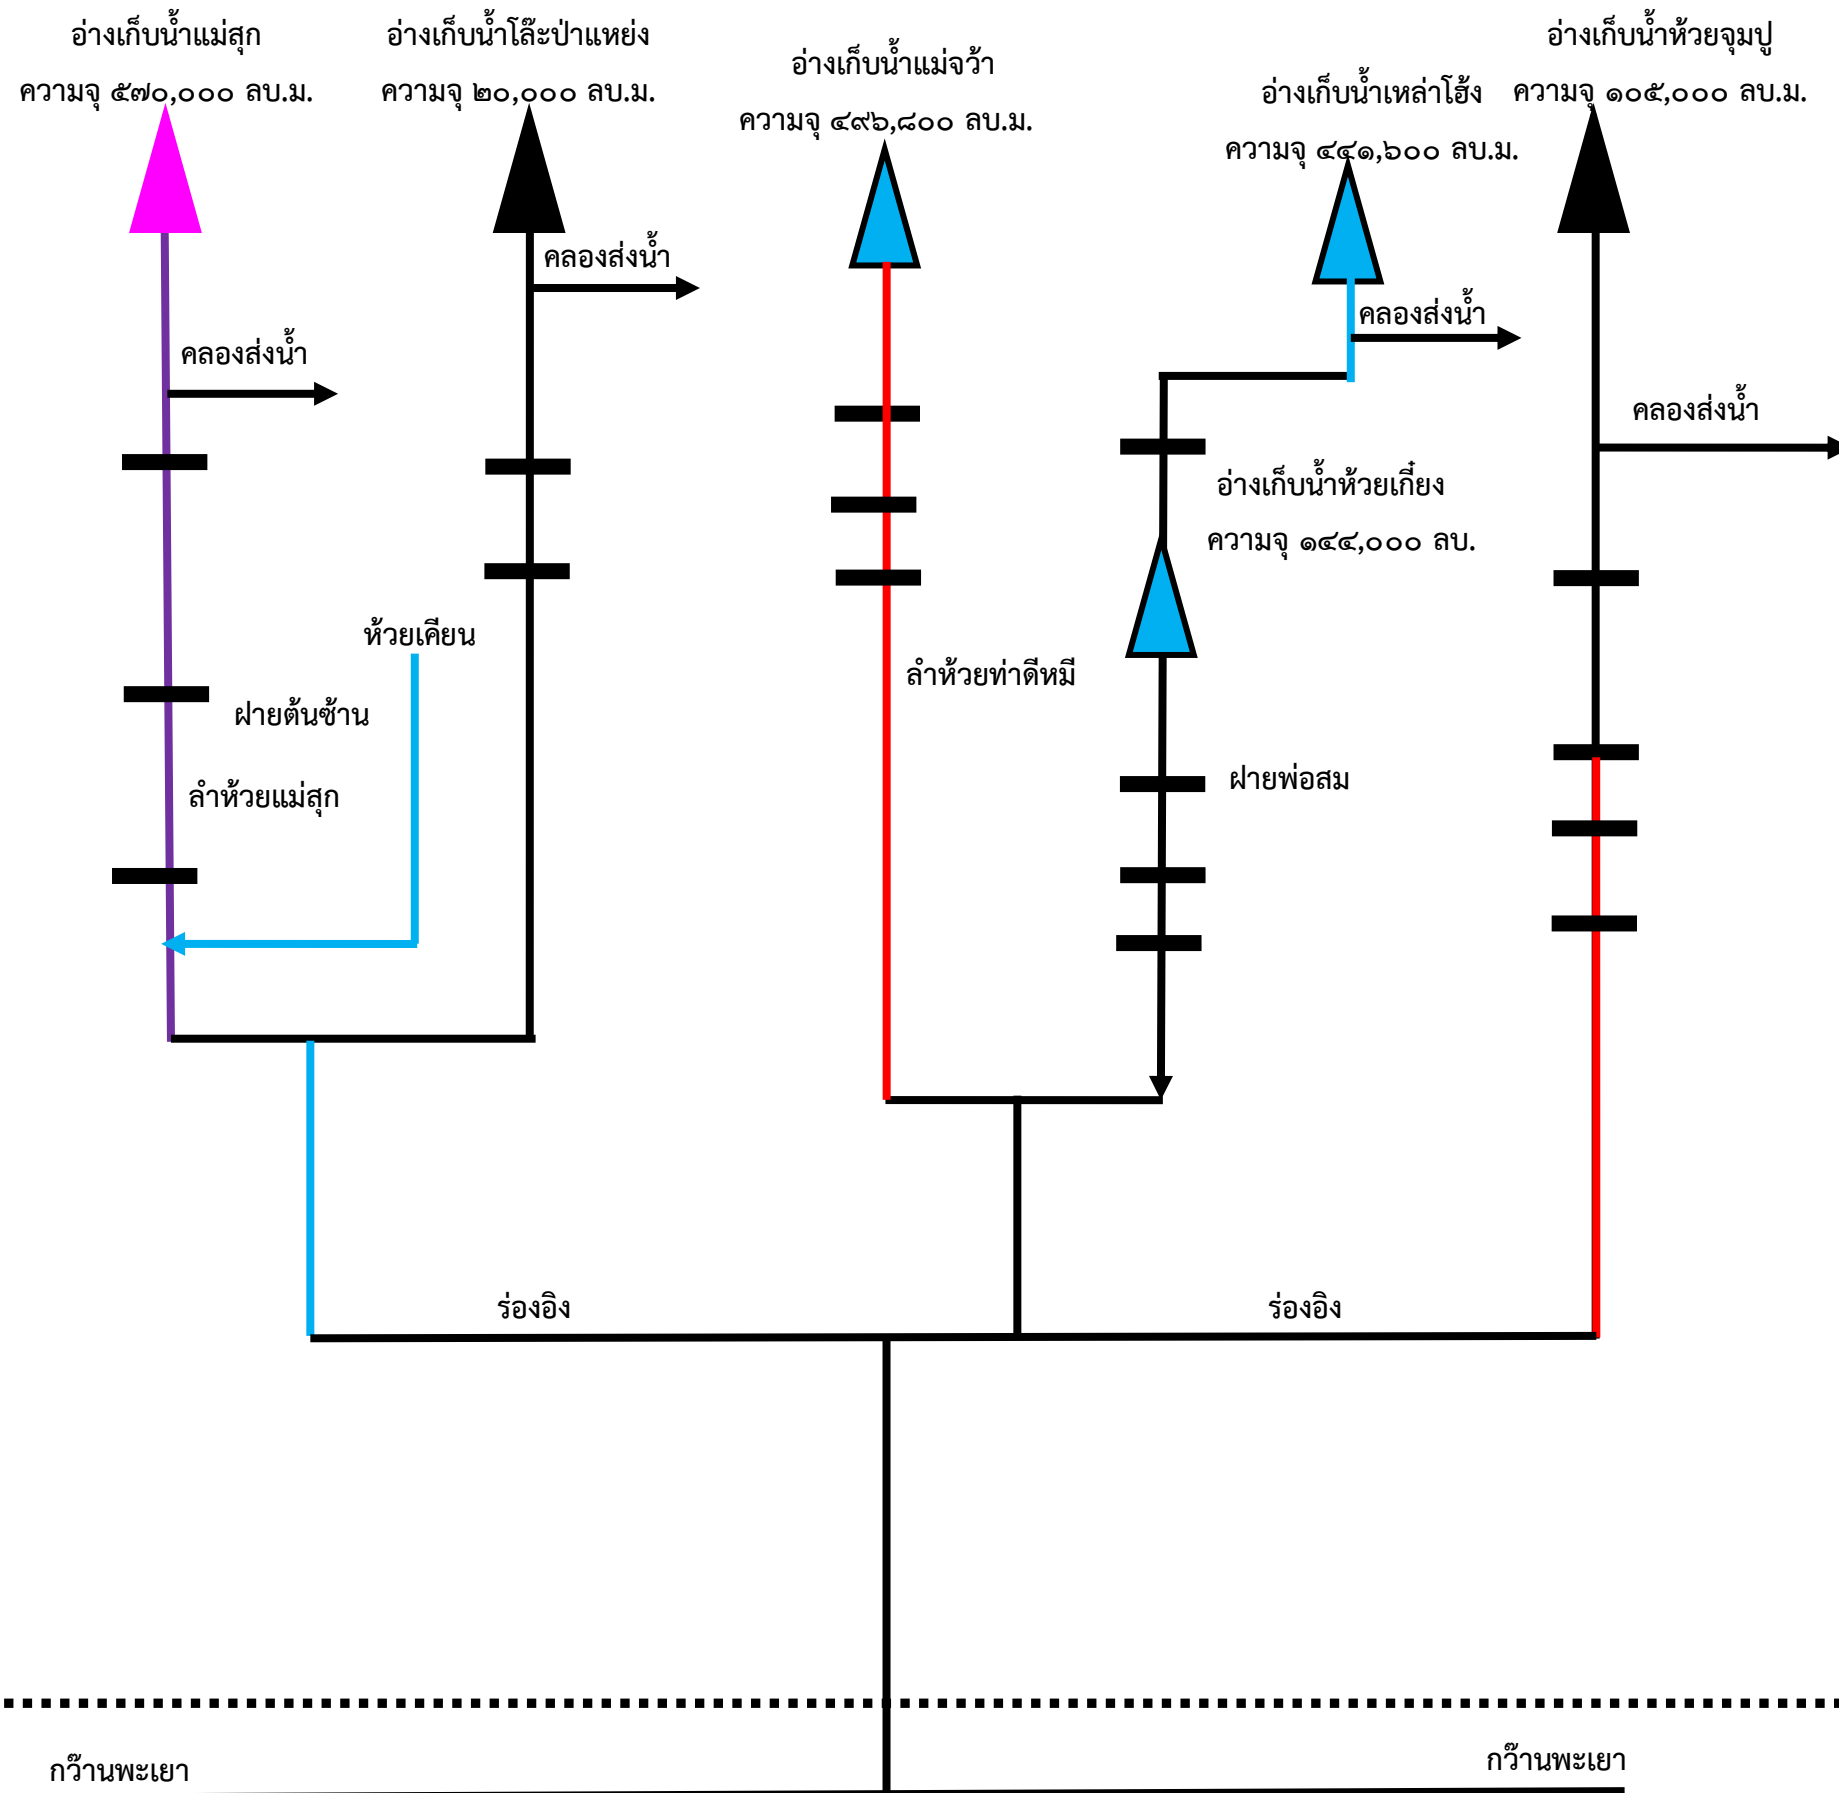 อ่างเก็บน้ำแม่สุก
ความจุ ๕๗๐,๐๐๐ ลบ.ม.
อ่างเก็บน้ำโล๊ะป่าแหย่ง
ความจุ ๒๐,๐๐๐ ลบ.ม.
อ่างเก็บน้ำแม่จว้า
ความจุ ๔๙๖,๘๐๐ ลบ.ม.
อ่างเก็บน้ำเหล่าโฮ้ง
ความจุ ๔๔๑,๖๐๐ ลบ.ม.
อ่างเก็บน้ำห้วยจุมปู
ความจุ ๑๐๕,๐๐๐ ลบ.ม.
คลองส่งน้ำ
คลองส่งน้ำ
คลองส่งน้ำ
คลองส่งน้ำ
อ่างเก็บน้ำห้วยเกี๋ยง
ความจุ ๑๔๔,๐๐๐ ลบ.
ห้วยเคียน
ฝายต้นซ้าน
ลำห้วยแม่สุก
ลำห้วยท่าดีหมี
ฝายพ่อสม
ร่องอิง
ร่องอิง
กว๊านพะเยา
กว๊านพะเยา